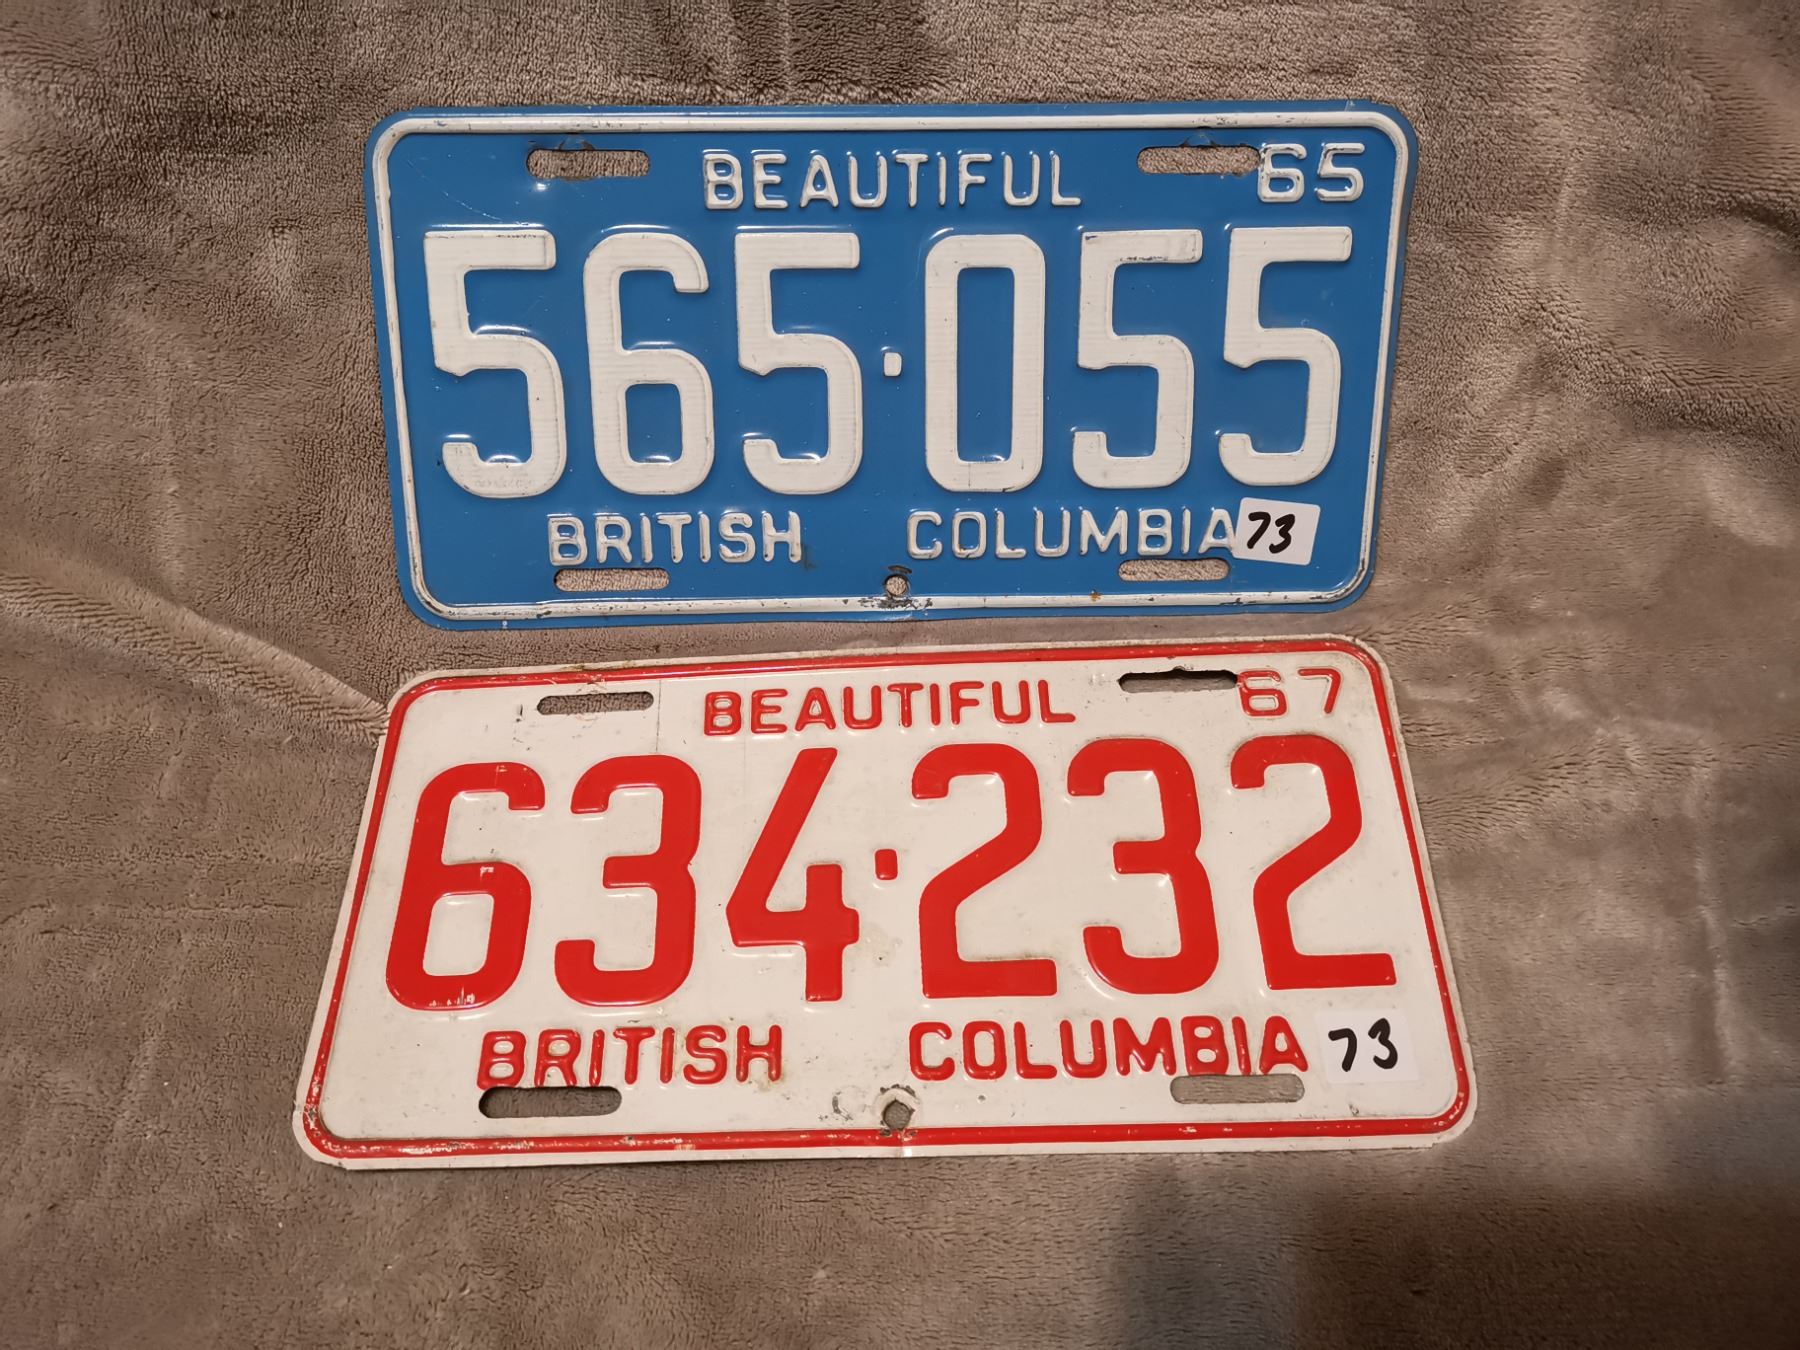 BEAUTIFUL 65
565·055
BRITISH COLUMBIA 73
BEAUTIFUL 67
634·232
BRITISH COLUMBIA 73